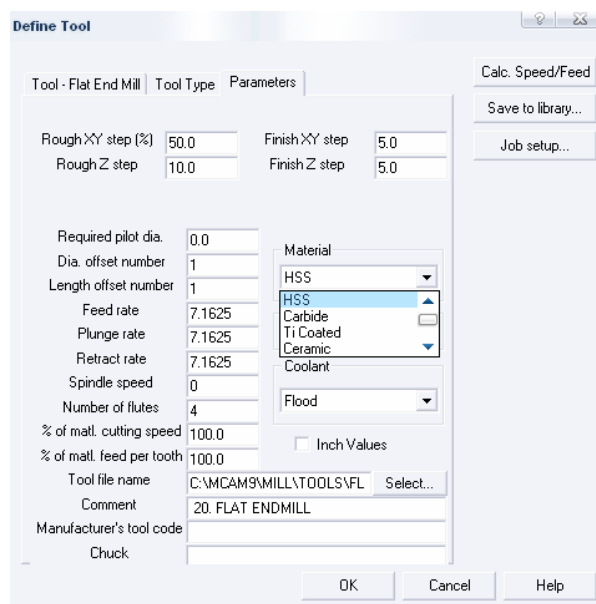 Define Tool
Calc. Speed/Feed
Save to library...
Job setup...
Tool - Flat End Mill Tool Type Parameters
Rough XY step (%) 50.0 Finish XY step 5.0
Rough Z step 10.0 Finish Z step 5.0
Required pilot dia. 0.0
Dia. offset number 1
Length offset number 1
Feed rate 7.1625
Plunge rate 7.1625
Retract rate 7.1625
Spindle speed 0
Number of flutes 4
% of matl. cutting speed 100.0
% of matl. feed per tooth 100.0
Material
HSS
HSS
Carbide
Ti Coated
Ceramic
Coolant
Flood
Inch Values
Tool file name C:\MCAM9\MILL\TOOLS\FL Select...
Comment 20. FLAT ENDMILL
Manufacturer's tool code
Chuck
OK Cancel Help